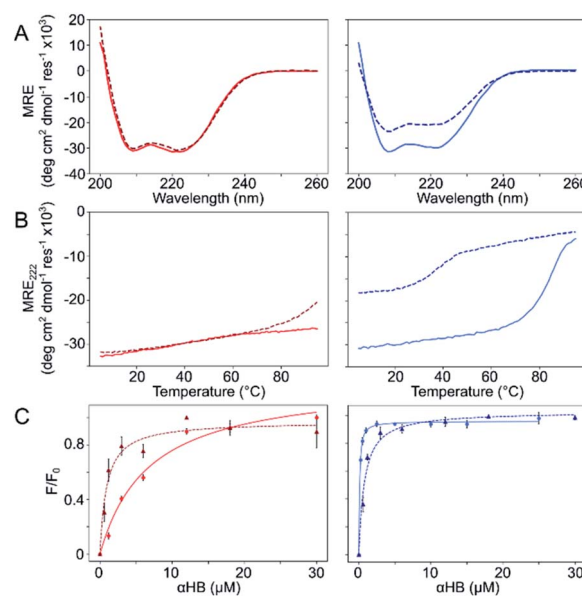 A
MRE
(deg cm² dmol⁻¹ res⁻¹ x10³)
20
10
0
-10
-20
-30
-40
200
220
240
260
Wavelength (nm)
200
220
240
260
Wavelength (nm)
B
MRE₂₂₂
(deg cm² dmol⁻¹ res⁻¹ x10³)
0
-10
-20
-30
20
40
60
80
Temperature (°C)
20
40
60
80
Temperature (°C)
C
F/F₀
0.8
0.4
0
0
10
20
30
αHB (µM)
0
10
20
30
αHB (µM)